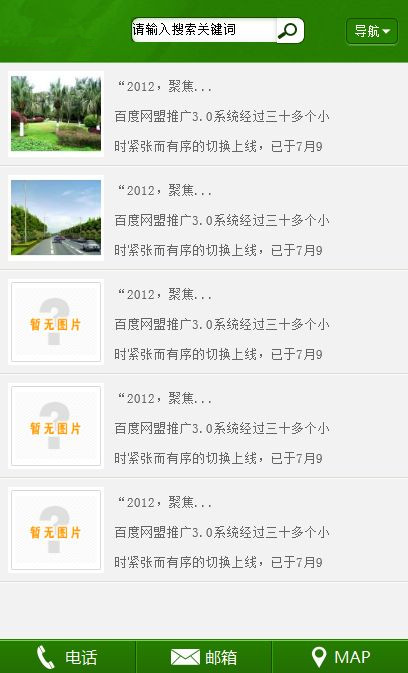 请输入搜索关键词
导航
“2012，聚焦...
百度网盟推广3.0系统经过三十多个小
时紧张而有序的切换上线，已于7月9
“2012，聚焦...
百度网盟推广3.0系统经过三十多个小
时紧张而有序的切换上线，已于7月9
暂无图片
“2012，聚焦...
百度网盟推广3.0系统经过三十多个小
时紧张而有序的切换上线，已于7月9
暂无图片
“2012，聚焦...
百度网盟推广3.0系统经过三十多个小
时紧张而有序的切换上线，已于7月9
暂无图片
“2012，聚焦...
百度网盟推广3.0系统经过三十多个小
时紧张而有序的切换上线，已于7月9
电话
邮箱
MAP